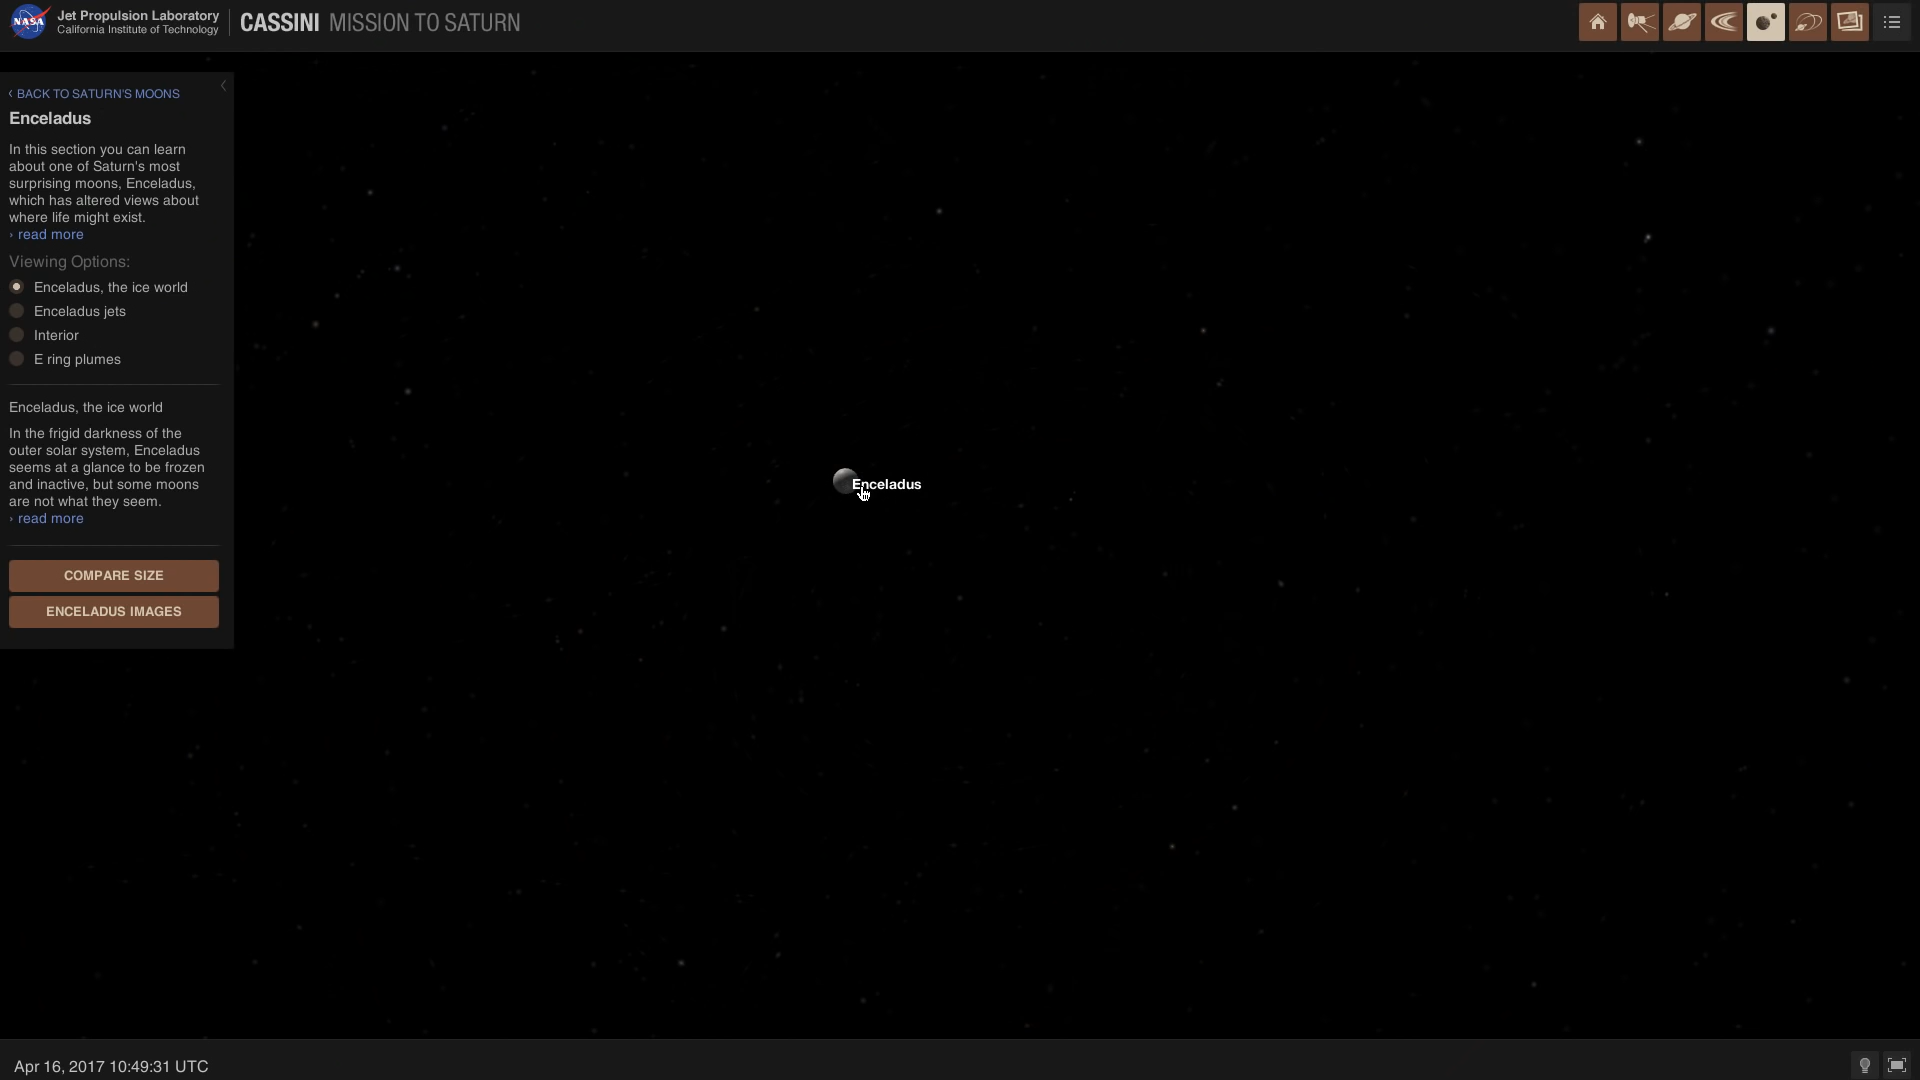 NASA
Jet Propulsion Laboratory
California Institute of Technology
CASSINI MISSION TO SATURN
‹ BACK TO SATURN'S MOONS
Enceladus
In this section you can learn
about one of Saturn's most
surprising moons, Enceladus,
which has altered views about
where life might exist.
› read more
Viewing Options:
Enceladus, the ice world
Enceladus jets
Interior
E ring plumes
Enceladus, the ice world
In the frigid darkness of the
outer solar system, Enceladus
seems at a glance to be frozen
and inactive, but some moons
are not what they seem.
› read more
COMPARE SIZE
ENCELADUS IMAGES
Enceladus
Apr 16, 2017 10:49:31 UTC